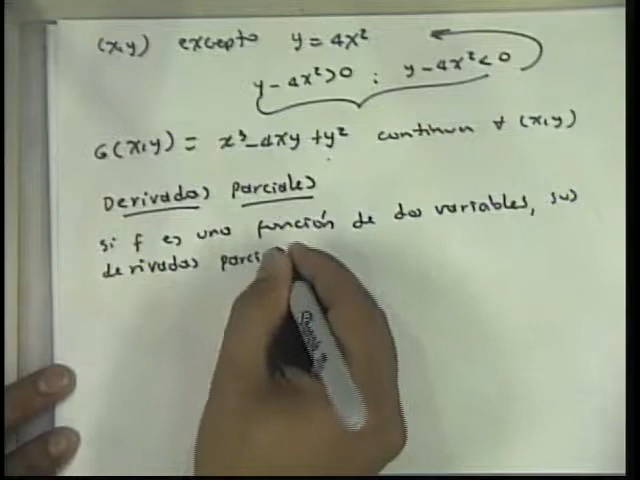 (x,y) excepto y = 4x²
y - 4x² > 0 ; y - 4x² < 0
G(x,y) = x³ - 4xy + y² continua ∀ (x,y)
Derivadas Parciales
si f es una función de dos variables, sus
derivadas parci